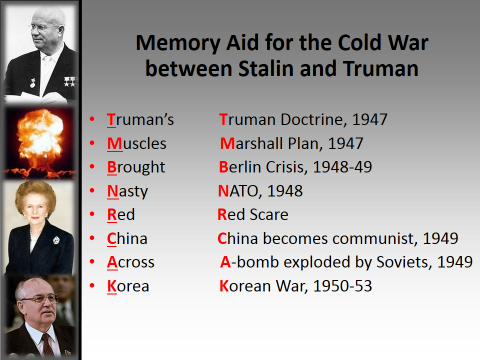 Memory Aid for the Cold War
between Stalin and Truman
• Truman's Truman Doctrine, 1947
• Muscles Marshall Plan, 1947
• Brought Berlin Crisis, 1948-49
• Nasty NATO, 1948
• Red Red Scare
• China China becomes communist, 1949
• Across A-bomb exploded by Soviets, 1949
• Korea Korean War, 1950-53